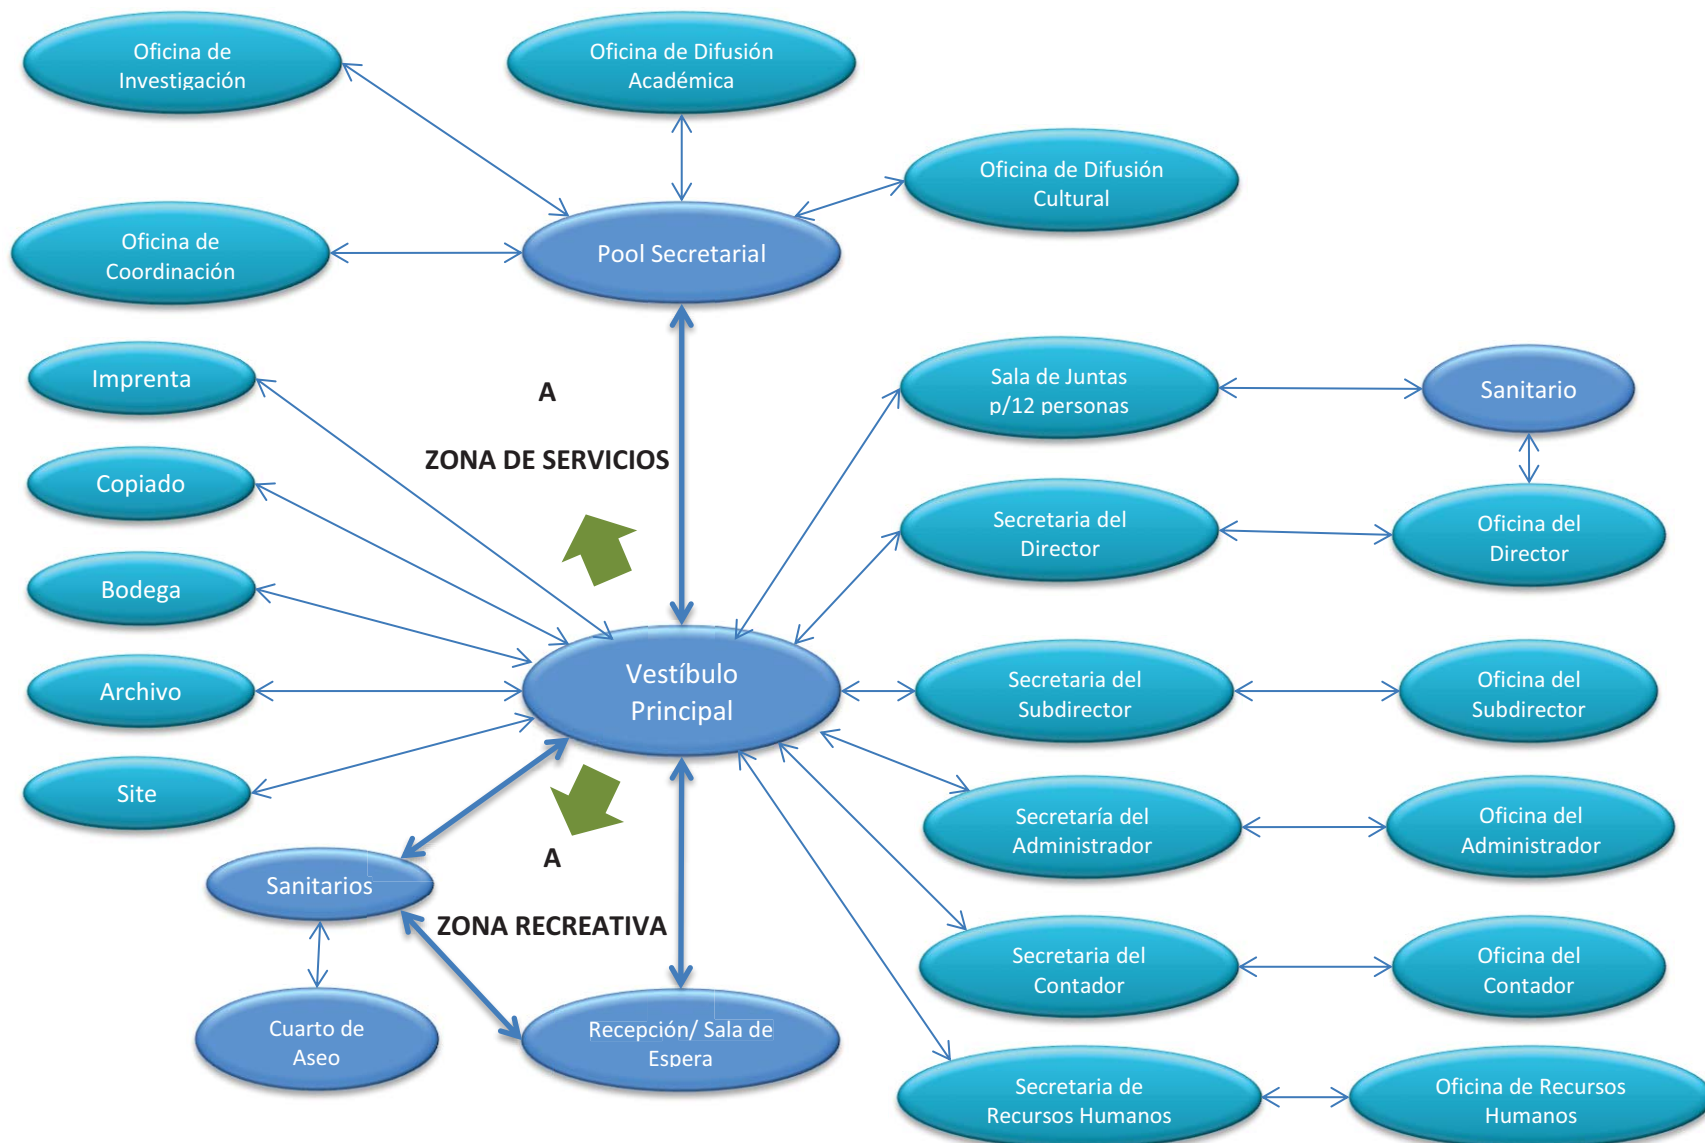 Oficina de
Investigación
Oficina de Difusión
Académica
Oficina de Difusión
Cultural
Oficina de
Coordinación
Pool Secretarial
Imprenta
A
ZONA DE SERVICIOS
Sala de Juntas
p/12 personas
Sanitario
Copiado
Secretaria del
Director
Oficina del
Director
Bodega
Archivo
Vestíbulo
Principal
Secretaria del
Subdirector
Oficina del
Subdirector
Site
Secretaría del
Administrador
Oficina del
Administrador
A
ZONA RECREATIVA
Sanitarios
Secretaria del
Contador
Oficina del
Contador
Cuarto de
Aseo
Recepción/ Sala de
Espera
Secretaria de
Recursos Humanos
Oficina de Recursos
Humanos